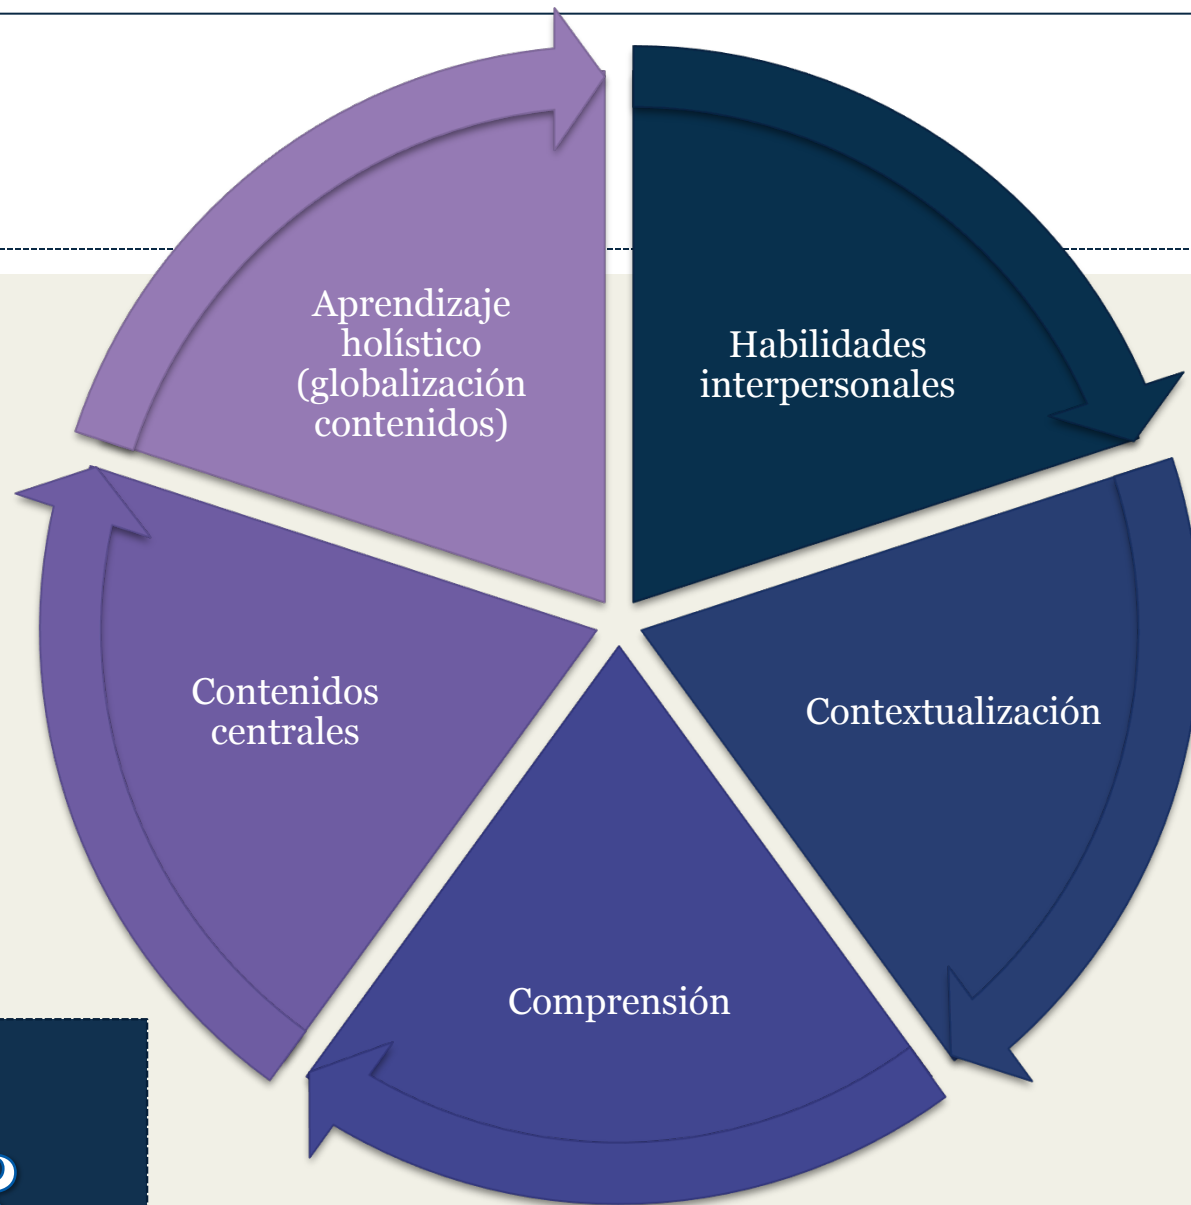 Aprendizaje
holístico
(globalización
contenidos)
Habilidades
interpersonales
Contenidos
centrales
Contextualización
Comprensión